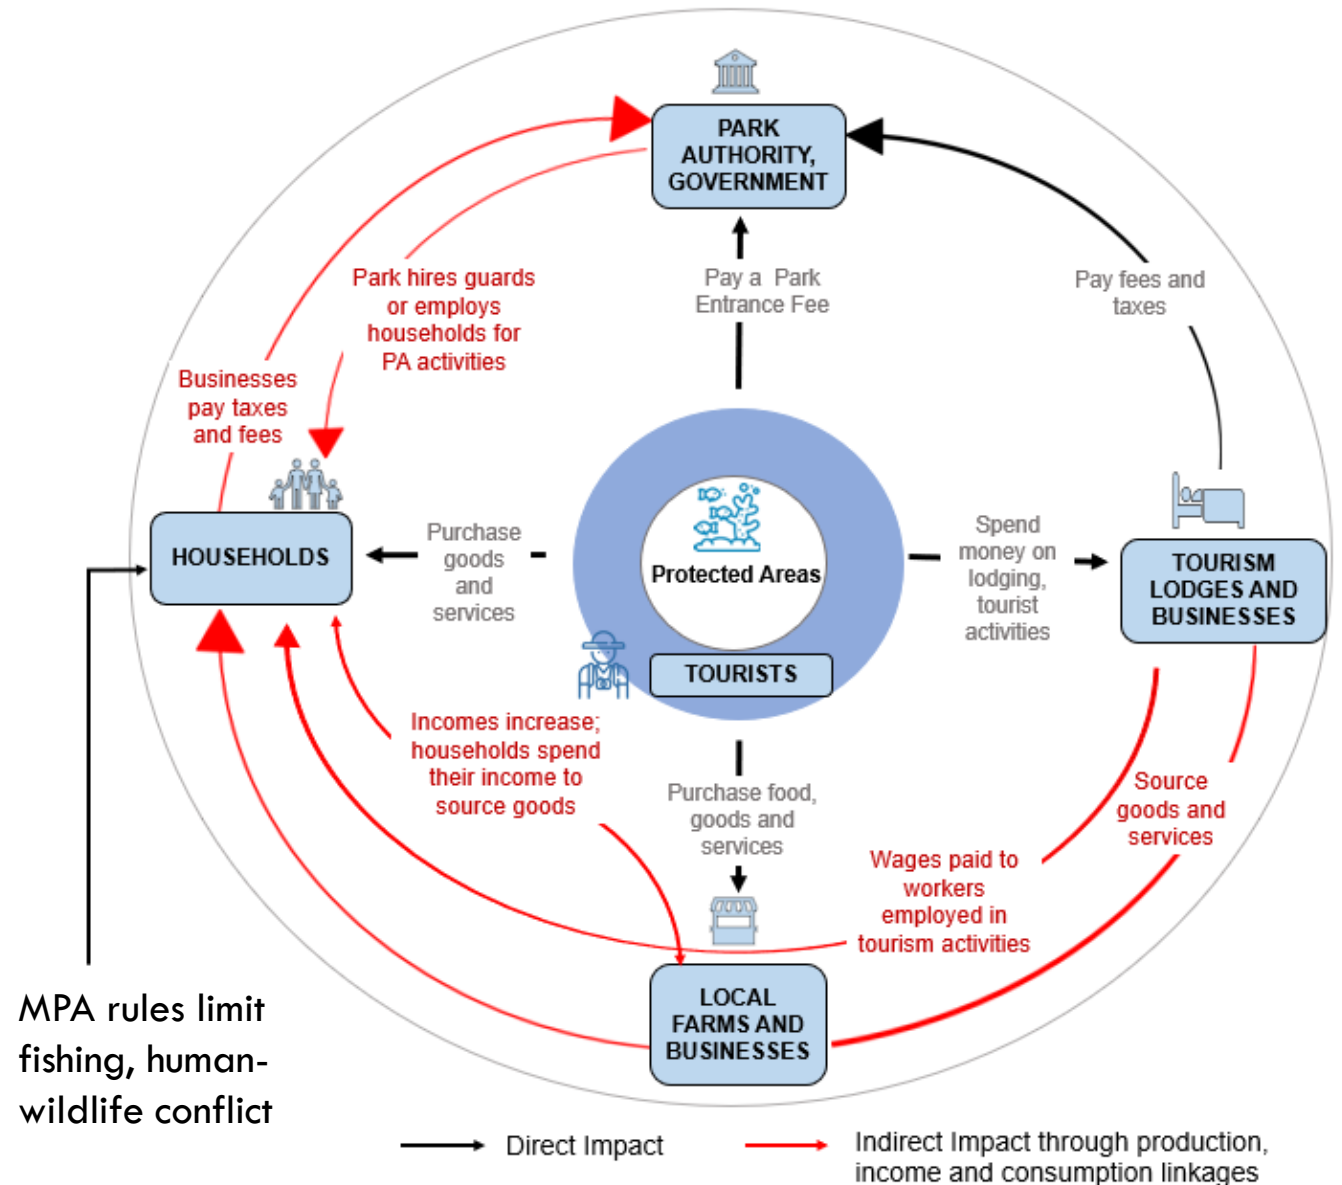 PARK
AUTHORITY,
GOVERNMENT
Park hires guards
or employs
households for
PA activities
Pay a Park
Entrance Fee
Pay fees and
taxes
Businesses
pay taxes
and fees
HOUSEHOLDS
Purchase
goods
and
services
Protected Areas
TOURISTS
Spend
money on
lodging,
tourist
activities
TOURISM
LODGES AND
BUSINESSES
Incomes increase;
households spend
their income to
source goods
Purchase food,
goods and
services
Source
goods and
services
Wages paid to
workers
employed in
tourism activities
LOCAL
FARMS AND
BUSINESSES
MPA rules limit
fishing, human-
wildlife conflict
Direct Impact
Indirect Impact through production,
income and consumption linkages